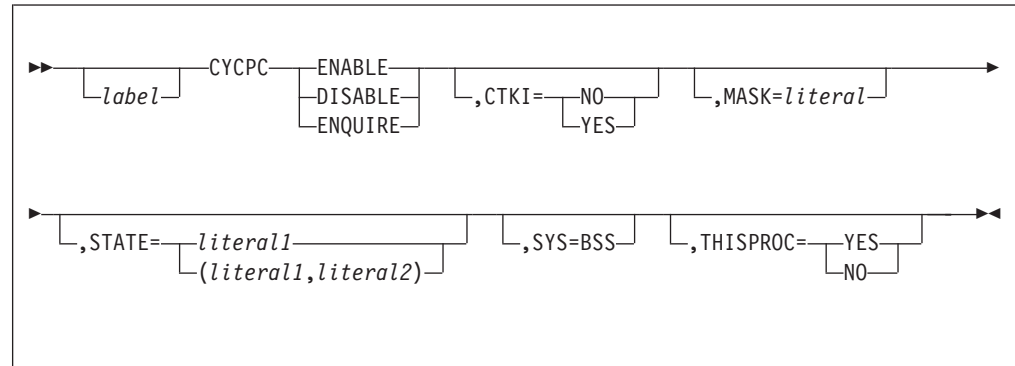 CYCPC ENABLE
label DISABLE ,CTKI= NO ,MASK=literal
ENQUIRE YES
,STATE= literal1 ,SYS=BSS ,THISPROC= YES
(literal1,literal2) NO